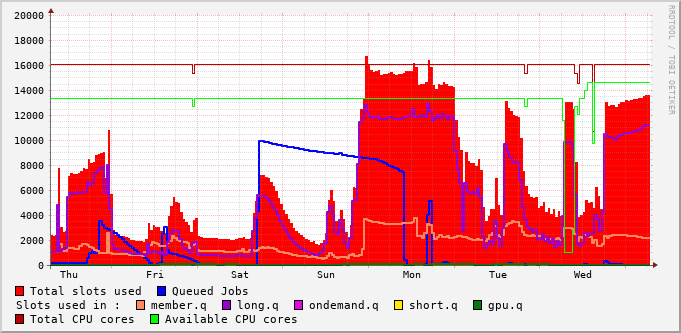 20000
18000
16000
14000
12000
10000
8000
6000
4000
2000
0
Thu Fri Sat Sun Mon Tue Wed
RRDTOOL / TOBI OETIKER
Total slots used Queued Jobs
Slots used in : member.q long.q ondemand.q short.q gpu.q
Total CPU cores Available CPU cores